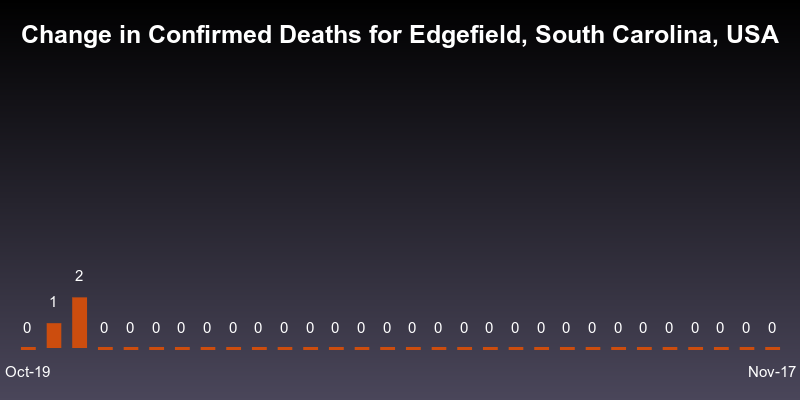 Change in Confirmed Deaths for Edgefield, South Carolina, USA
2
1
0 0 0 0 0 0 0 0 0 0 0 0 0 0 0 0 0 0 0 0 0 0 0 0 0 0 0 0
Oct-19 Nov-17